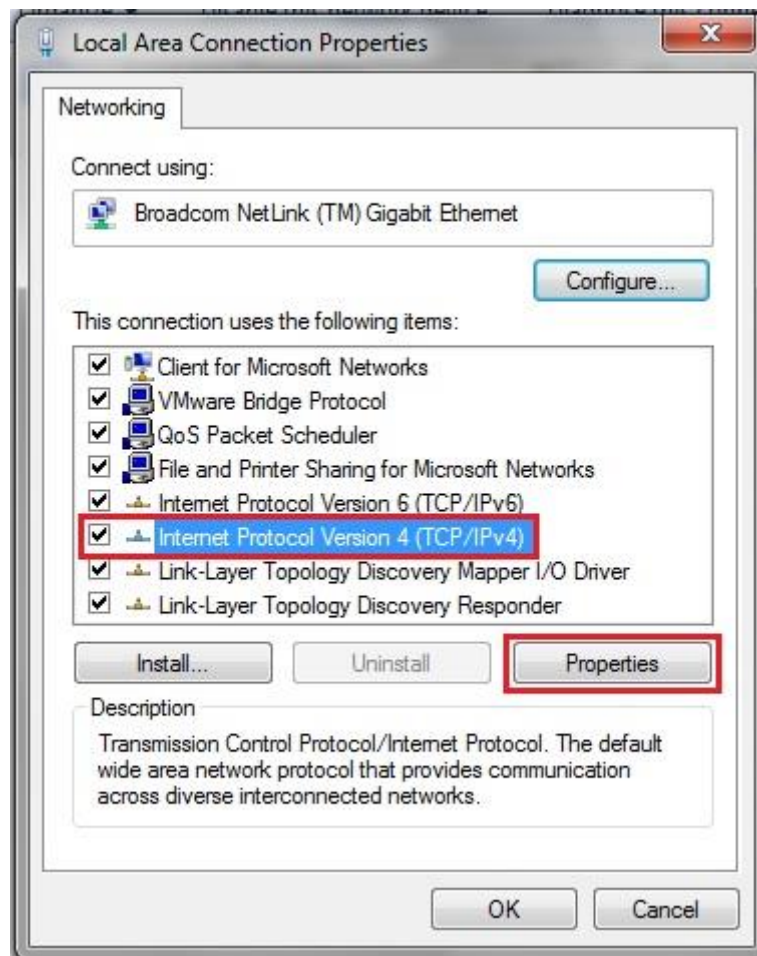 Local Area Connection Properties
Networking
Connect using:
Broadcom NetLink (TM) Gigabit Ethernet
Configure...
This connection uses the following items:
Client for Microsoft Networks
VMware Bridge Protocol
QoS Packet Scheduler
File and Printer Sharing for Microsoft Networks
Internet Protocol Version 6 (TCP/IPv6)
Internet Protocol Version 4 (TCP/IPv4)
Link-Layer Topology Discovery Mapper I/O Driver
Link-Layer Topology Discovery Responder
Install... Uninstall Properties
Description
Transmission Control Protocol/Internet Protocol. The default
wide area network protocol that provides communication
across diverse interconnected networks.
OK Cancel